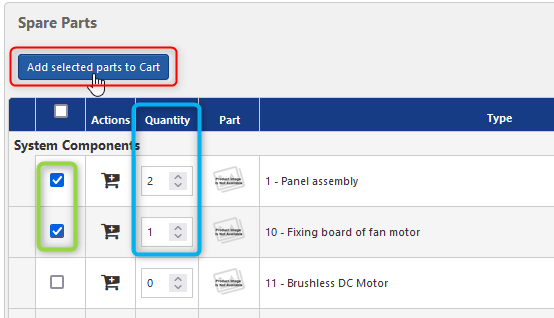 Spare Parts
Add selected parts to Cart
Actions Quantity Part Type
System Components
2 Product Image Is Not Available 1 - Panel assembly
1 Product Image Is Not Available 10 - Fixing board of fan motor
0 Product Image Is Not Available 11 - Brushless DC Motor